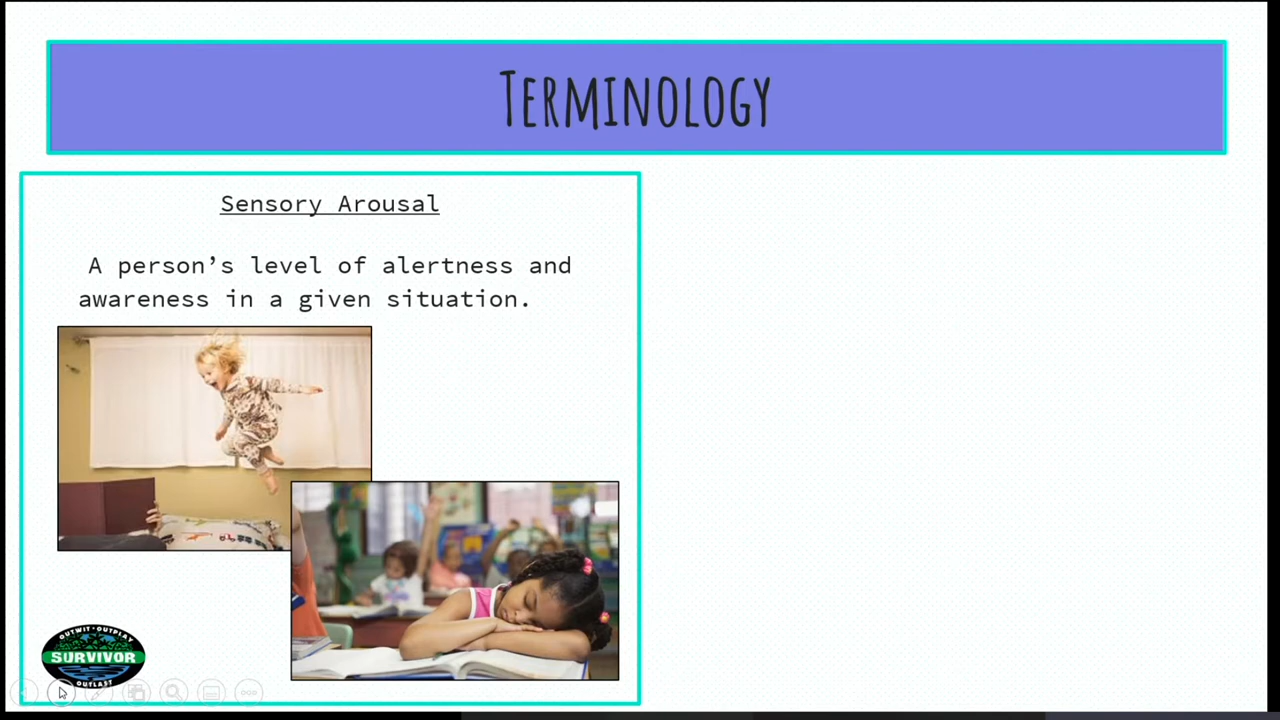 Terminology
Sensory Arousal
A person's level of alertness and
awareness in a given situation.
OUTWIT • OUTPLAY
SURVIVOR
OUTLAST